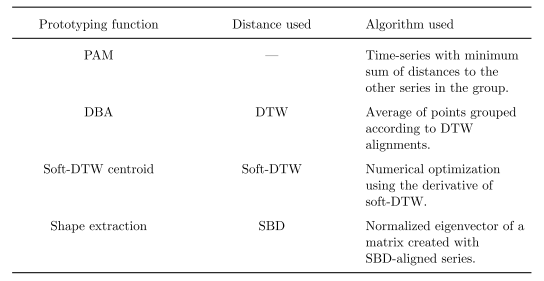 Prototyping function Distance used Algorithm used
PAM — Time-series with minimum
sum of distances to the
other series in the group.
DBA DTW Average of points grouped
according to DTW
alignments.
Soft-DTW centroid Soft-DTW Numerical optimization
using the derivative of
soft-DTW.
Shape extraction SBD Normalized eigenvector of a
matrix created with
SBD-aligned series.